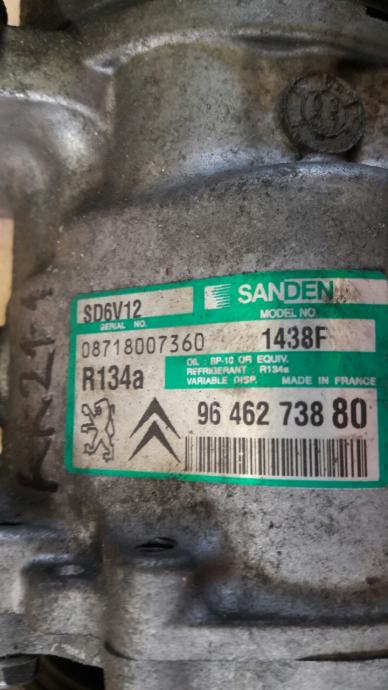 SD6V12
SANDEN
SERIAL NO.
MODEL NO.
08718007360
1438F
R134a
OIL : SP-10 OR EQUIV.
REFRIGERANT : R134a
VARIABLE DISP. MADE IN FRANCE
96 462 738 80